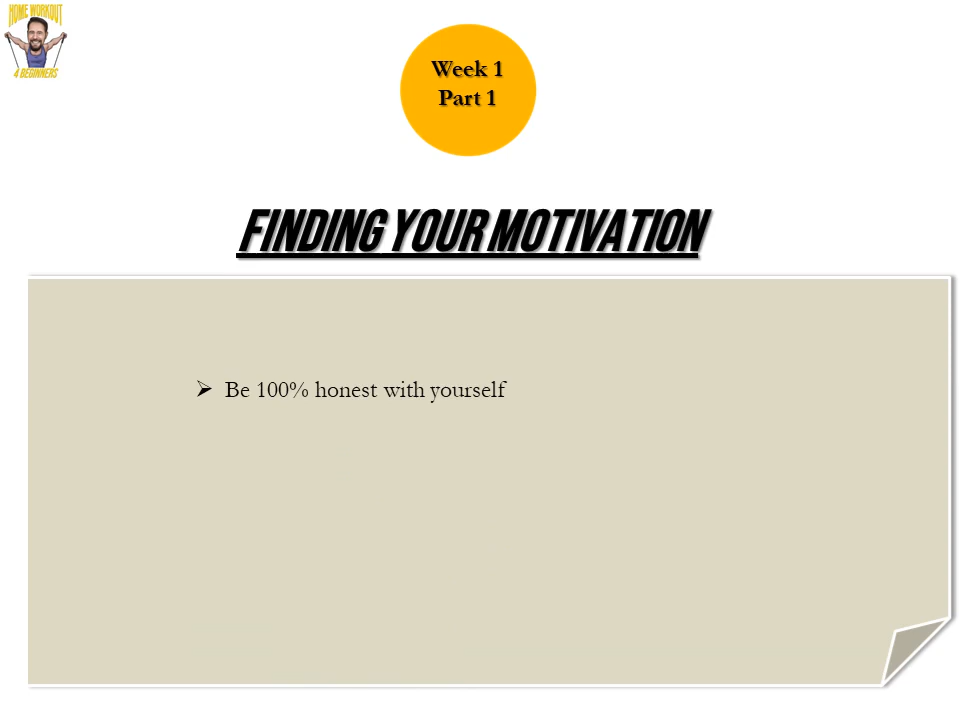 HOME WORKOUT
4 BEGINNERS
Week 1
Part 1
FINDING YOUR MOTIVATION
➢ Be 100% honest with yourself